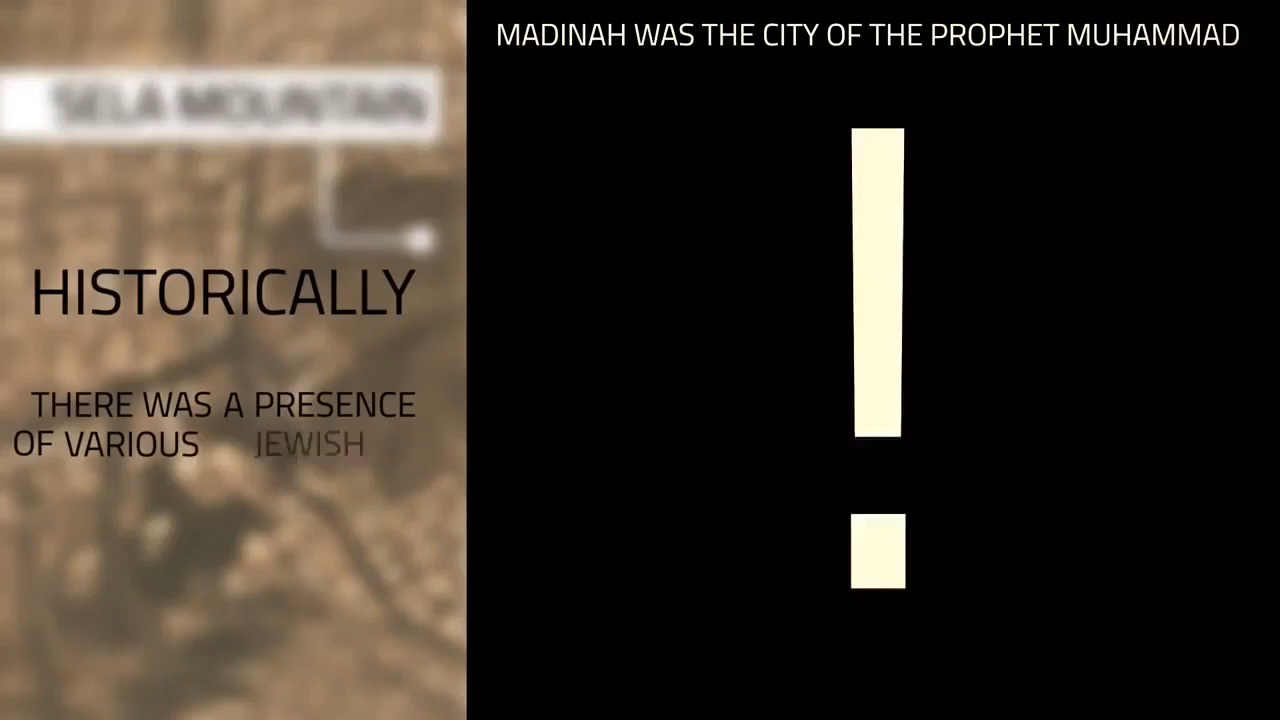 SELA MOUNTAIN
HISTORICALLY
THERE WAS A PRESENCE
OF VARIOUS JEWISH
MADINAH WAS THE CITY OF THE PROPHET MUHAMMAD
!